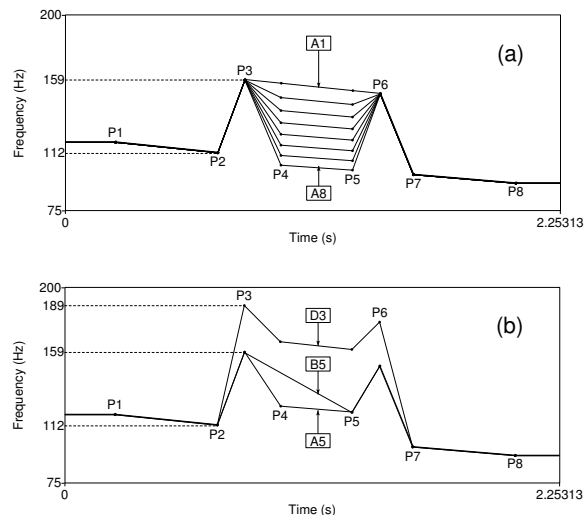 200
A1
(a)
159
P3
P6
Frequency (Hz)
P1
112
P2
P4
P5
P7
P8
A8
75
0
2.25313
Time (s)
200
189
P3
P6
(b)
D3
159
B5
Frequency (Hz)
P1
P4
P5
112
P2
A5
P7
P8
75
0
2.25313
Time (s)